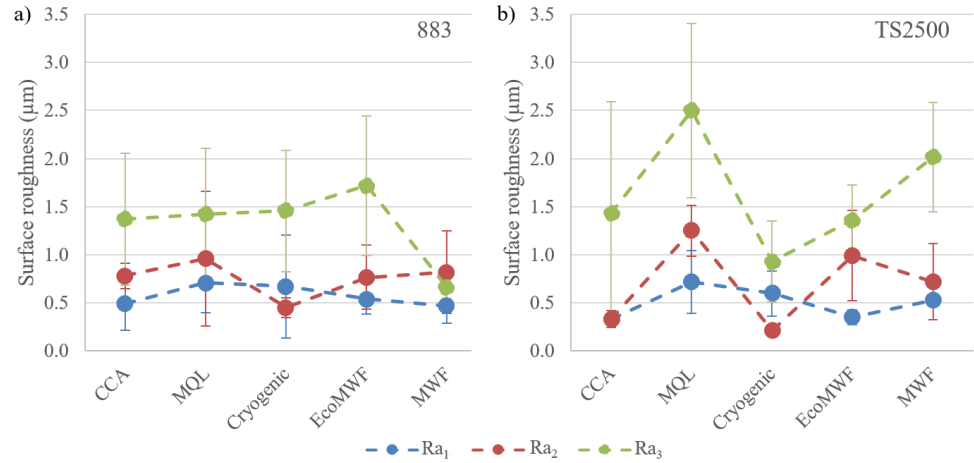 a)
883
Surface roughness (µm)
3.5
3.0
2.5
2.0
1.5
1.0
0.5
0.0
CCA
MQL
Cryogenic
EcoMWF
MWF
b)
TS2500
Surface roughness (µm)
3.5
3.0
2.5
2.0
1.5
1.0
0.5
0.0
CCA
MQL
Cryogenic
EcoMWF
MWF
Ra₁ Ra₂ Ra₃